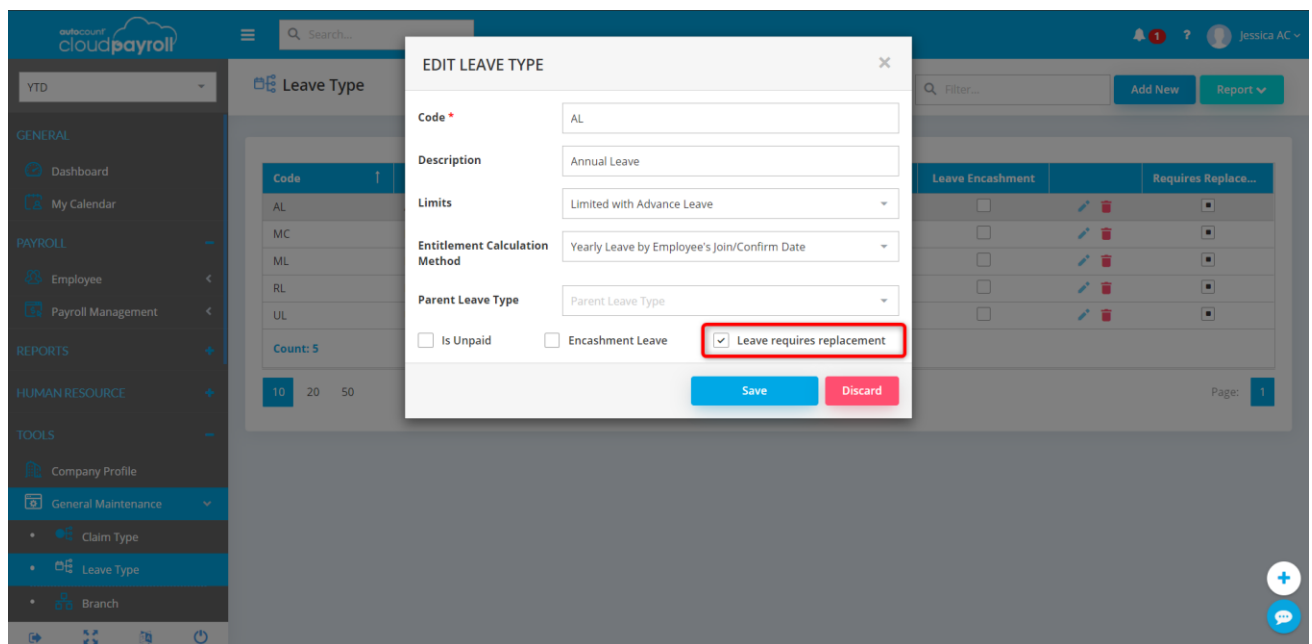 autocount
cloudpayroll
Search...
1
?
Jessica AC
YTD
Leave Type
Filter...
Add New
Report
GENERAL
Dashboard
My Calendar
PAYROLL
Employee
Payroll Management
REPORTS
HUMAN RESOURCE
TOOLS
Company Profile
General Maintenance
Claim Type
Leave Type
Branch
Code
Leave Encashment
Requires Replace...
AL
MC
ML
RL
UL
Count: 5
10 20 50
Page: 1
EDIT LEAVE TYPE
Code *
AL
Description
Annual Leave
Limits
Limited with Advance Leave
Entitlement Calculation
Method
Yearly Leave by Employee's Join/Confirm Date
Parent Leave Type
Parent Leave Type
Is Unpaid
Encashment Leave
Leave requires replacement
Save
Discard